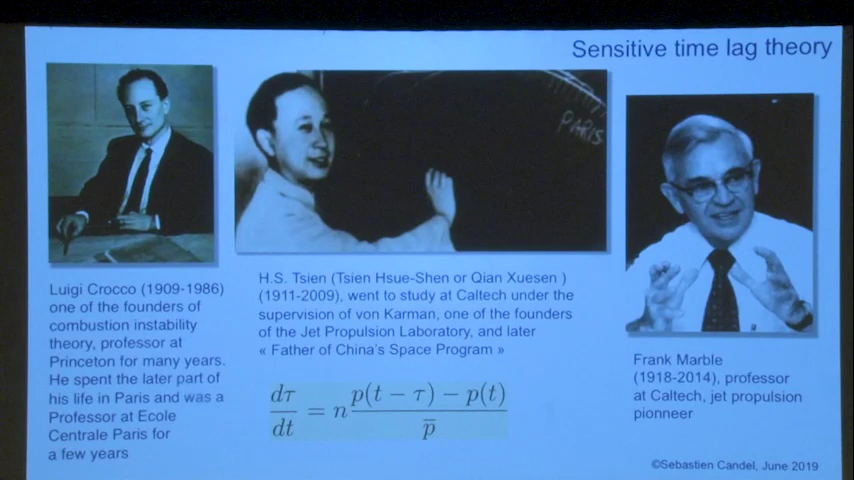 Sensitive time lag theory
PARIS
Luigi Crocco (1909-1986)
one of the founders of
combustion instability
theory, professor at
Princeton for many years.
He spent the later part of
his life in Paris and was a
Professor at Ecole
Centrale Paris for
a few years
H.S. Tsien (Tsien Hsue-Shen or Qian Xuesen )
(1911-2009), went to study at Caltech under the
supervision of von Karman, one of the founders
of the Jet Propulsion Laboratory, and later
« Father of China's Space Program »
dτ/dt = n (p(t − τ) − p(t))/p̅
Frank Marble
(1918-2014), professor
at Caltech, jet propulsion
pionneer
©Sebastien Candel, June 2019